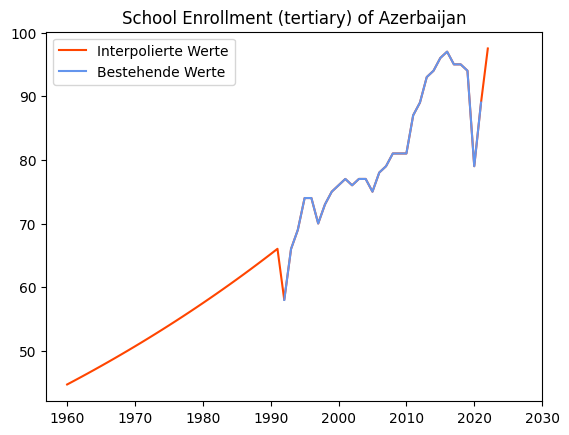 School Enrollment (tertiary) of Azerbaijan
Interpolierte Werte
Bestehende Werte
100
90
80
70
60
50
1960 1970 1980 1990 2000 2010 2020 2030